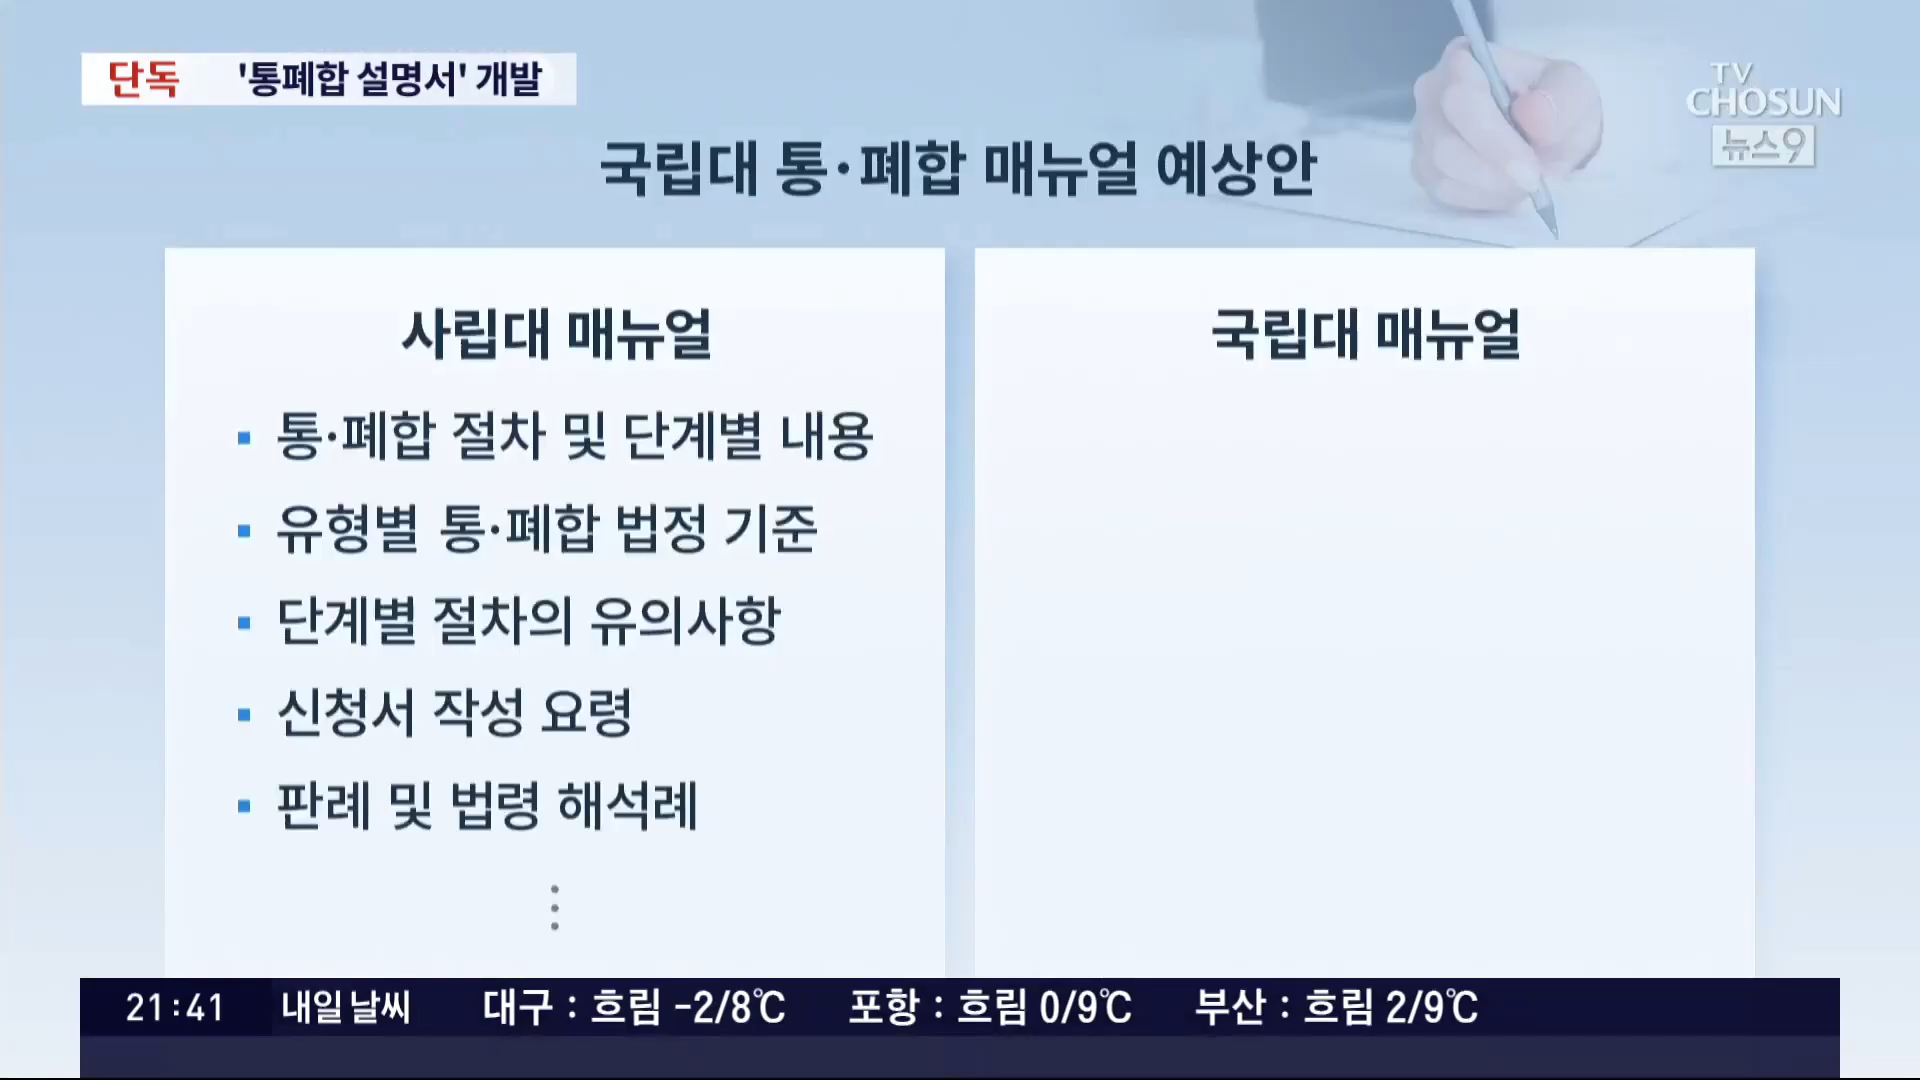 단독 '통폐합 설명서' 개발
TV
CHOSUN
뉴스9
국립대 통·폐합 매뉴얼 예상안
사립대 매뉴얼
▪ 통·폐합 절차 및 단계별 내용
▪ 유형별 통·폐합 법정 기준
▪ 단계별 절차의 유의사항
▪ 신청서 작성 요령
▪ 판례 및 법령 해석례
⋮
국립대 매뉴얼
21:41 내일 날씨 대구 : 흐림 -2/8℃ 포항 : 흐림 0/9℃ 부산 : 흐림 2/9℃